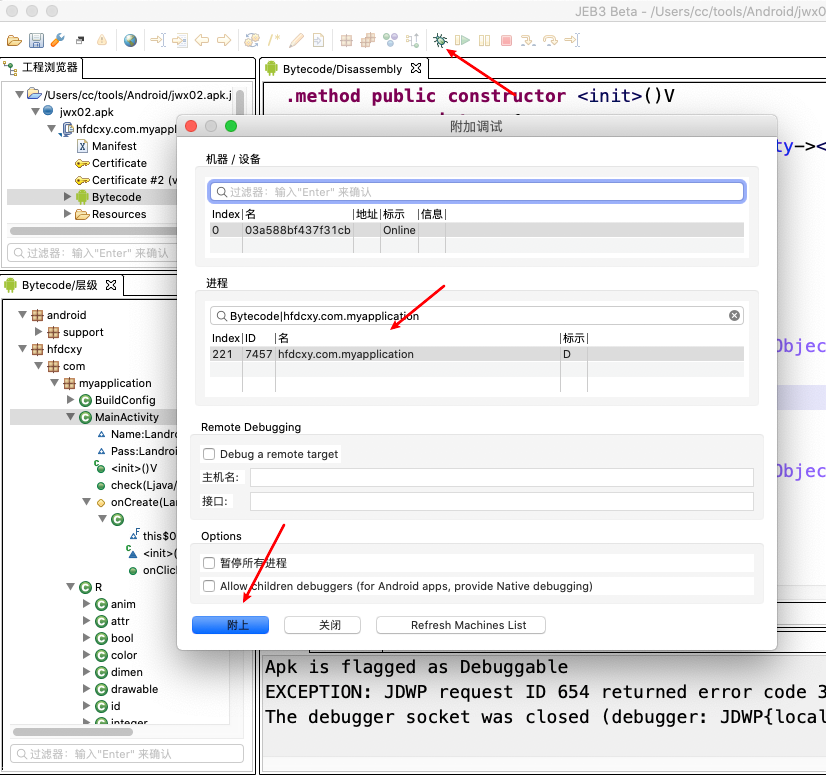 JEB3 Beta - /Users/cc/tools/Android/jwx0
工程浏览器
/Users/cc/tools/Android/jwx02.apk.j
jwx02.apk
hfdcxy.com.myappl
Manifest
Certificate
Certificate #2 (v
Bytecode
Resources
过滤器：输入"Enter" 来确认
Bytecode/层级
android
support
hfdcxy
com
myapplication
BuildConfig
MainActivity
Name:Landro
Pass:Landroi
<init>()V
check(Ljava/
onCreate(Lan
this$0
<init>(
onClic
R
anim
attr
bool
color
dimen
drawable
id
integer
过滤器：输入"Enter" 来确认
Bytecode/Disassembly
.method public constructor <init>()V
ty-><
Objec
Objec
附加调试
机器 / 设备
过滤器：输入"Enter" 来确认
Index 名 地址 标示 信息
0 03a588bf437f31cb Online
进程
Bytecode|hfdcxy.com.myapplication
Index ID 名 标示
221 7457 hfdcxy.com.myapplication D
Remote Debugging
Debug a remote target
主机名:
接口:
Options
暂停所有进程
Allow children debuggers (for Android apps, provide Native debugging)
附上 关闭 Refresh Machines List
Apk is flagged as Debuggable
EXCEPTION: JDWP request ID 654 returned error code 3
The debugger socket was closed (debugger: JDWP{local